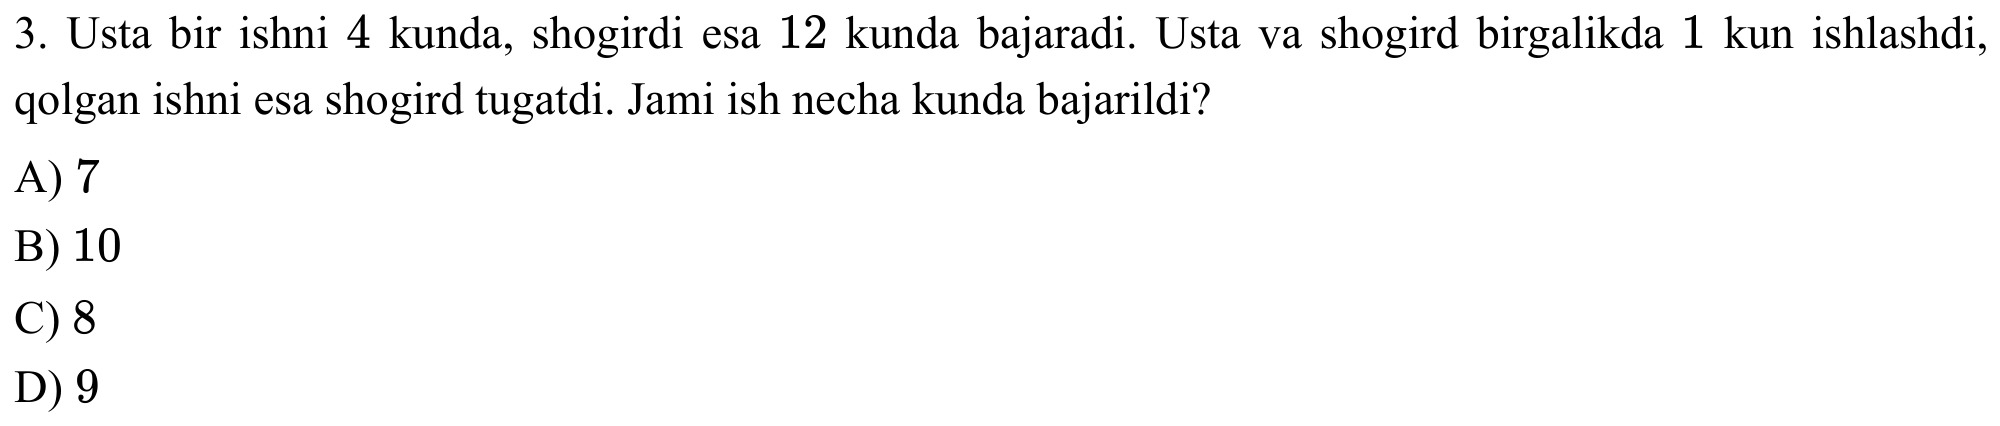 3. Usta bir ishni 4 kunda, shogirdi esa 12 kunda bajaradi. Usta va shogird birgalikda 1 kun ishlashdi,
qolgan ishni esa shogird tugatdi. Jami ish necha kunda bajarildi?
A) 7
B) 10
C) 8
D) 9